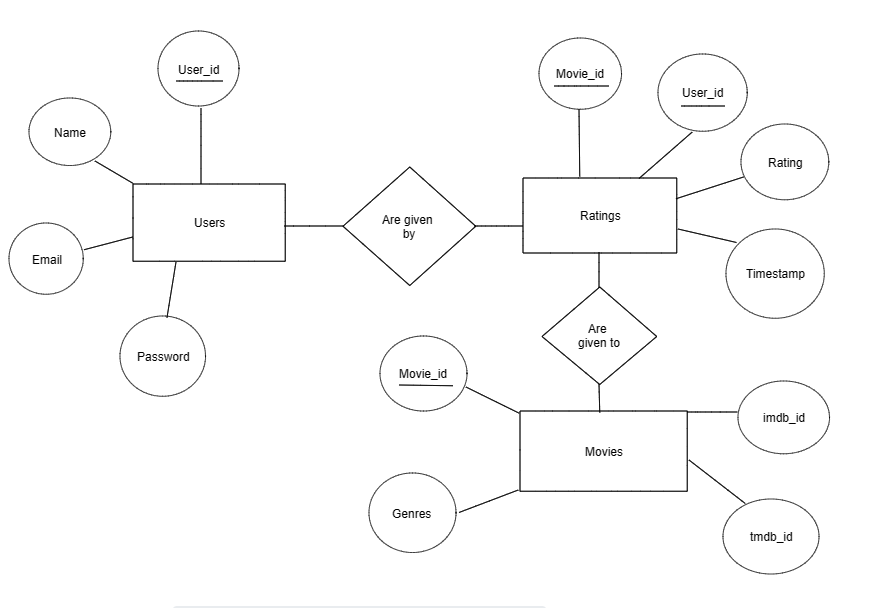 User_id
Movie_id
User_id
Name
Rating
Users
Are given
by
Ratings
Email
Timestamp
Are
given to
Password
Movie_id
imdb_id
Movies
Genres
tmdb_id